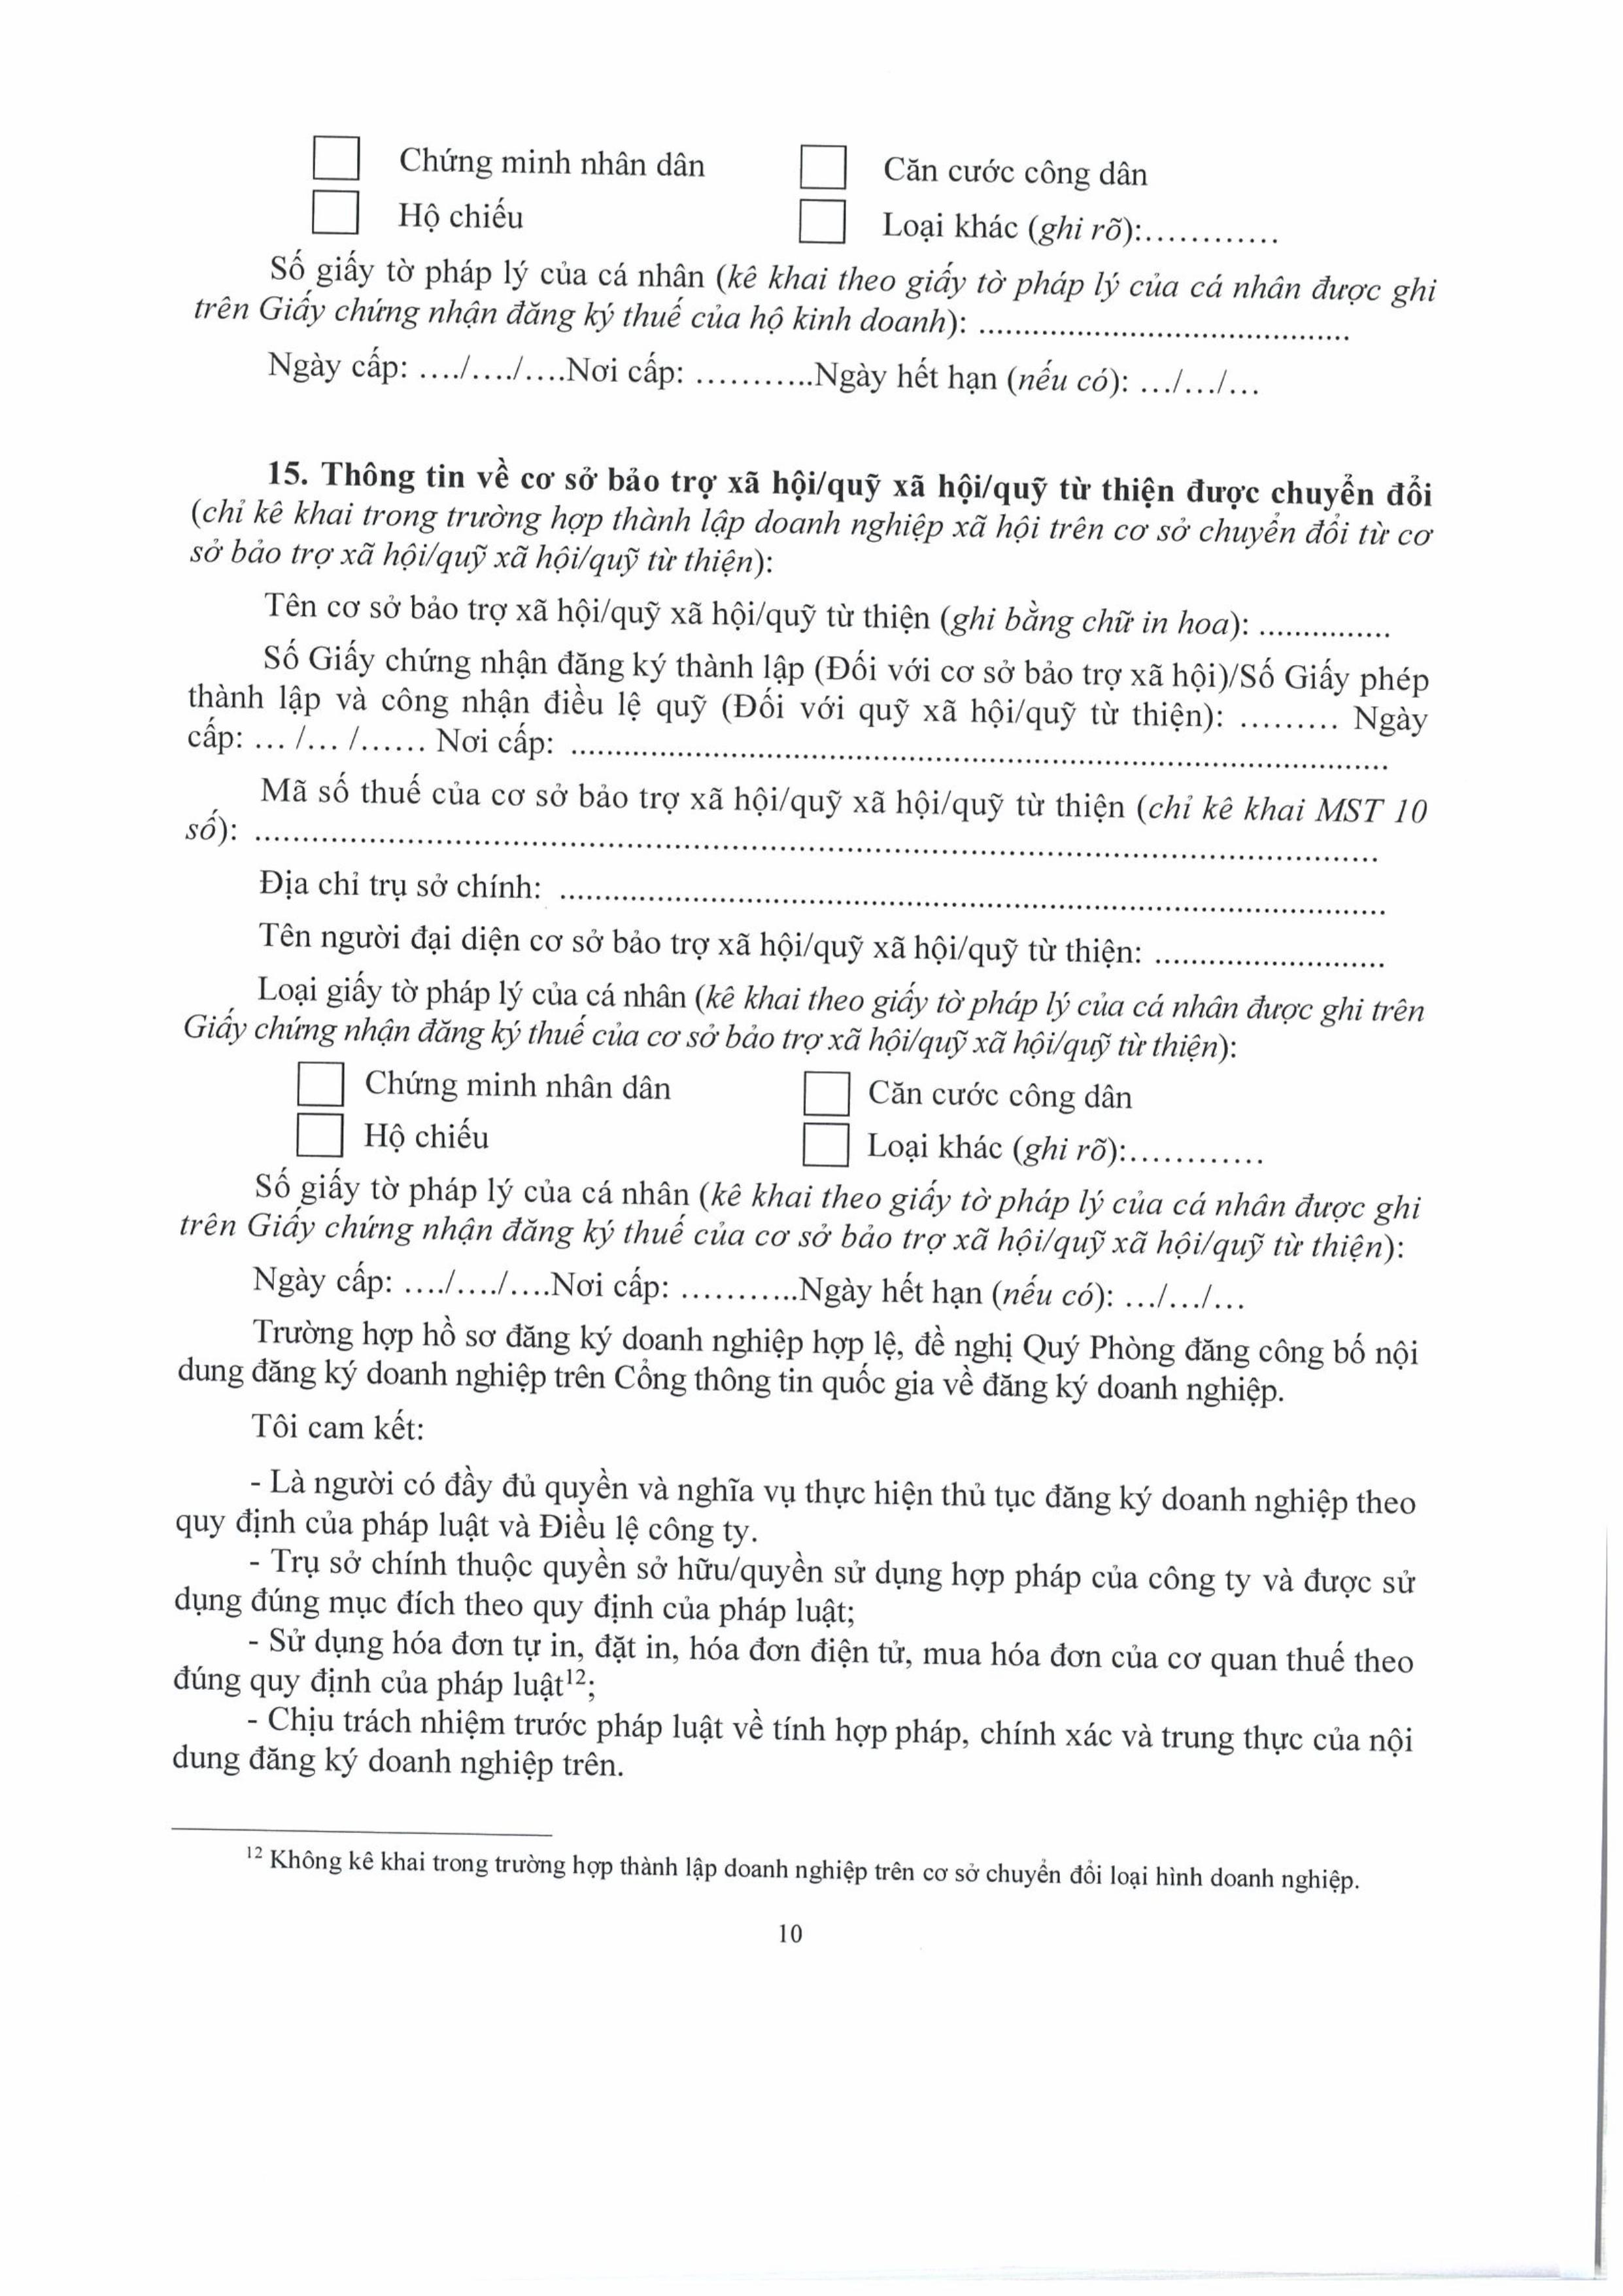 Chứng minh nhân dân Căn cước công dân
Hộ chiếu Loại khác (ghi rõ):............
Số giấy tờ pháp lý của cá nhân (kê khai theo giấy tờ pháp lý của cá nhân được ghi
trên Giấy chứng nhận đăng ký thuế của hộ kinh doanh): ..........................................
Ngày cấp: …./…./….Nơi cấp: ………..Ngày hết hạn (nếu có): …/…/…
15. Thông tin về cơ sở bảo trợ xã hội/quỹ xã hội/quỹ từ thiện được chuyển đổi
(chỉ kê khai trong trường hợp thành lập doanh nghiệp xã hội trên cơ sở chuyển đổi từ cơ
sở bảo trợ xã hội/quỹ xã hội/quỹ từ thiện):
Tên cơ sở bảo trợ xã hội/quỹ xã hội/quỹ từ thiện (ghi bằng chữ in hoa): ...............
Số Giấy chứng nhận đăng ký thành lập (Đối với cơ sở bảo trợ xã hội)/Số Giấy phép
thành lập và công nhận điều lệ quỹ (Đối với quỹ xã hội/quỹ từ thiện): ......... Ngày
cấp: ... /... /...... Nơi cấp: ............................................................................................
Mã số thuế của cơ sở bảo trợ xã hội/quỹ xã hội/quỹ từ thiện (chỉ kê khai MST 10
số): ................................................................................................................................
Địa chỉ trụ sở chính: ..............................................................................................
Tên người đại diện cơ sở bảo trợ xã hội/quỹ xã hội/quỹ từ thiện: ..........................
Loại giấy tờ pháp lý của cá nhân (kê khai theo giấy tờ pháp lý của cá nhân được ghi trên
Giấy chứng nhận đăng ký thuế của cơ sở bảo trợ xã hội/quỹ xã hội/quỹ từ thiện):
Chứng minh nhân dân Căn cước công dân
Hộ chiếu Loại khác (ghi rõ):............
Số giấy tờ pháp lý của cá nhân (kê khai theo giấy tờ pháp lý của cá nhân được ghi
trên Giấy chứng nhận đăng ký thuế của cơ sở bảo trợ xã hội/quỹ xã hội/quỹ từ thiện):
Ngày cấp: …./…./….Nơi cấp: ………..Ngày hết hạn (nếu có): …/…/…
Trường hợp hồ sơ đăng ký doanh nghiệp hợp lệ, đề nghị Quý Phòng đăng công bố nội
dung đăng ký doanh nghiệp trên Cổng thông tin quốc gia về đăng ký doanh nghiệp.
Tôi cam kết:
- Là người có đầy đủ quyền và nghĩa vụ thực hiện thủ tục đăng ký doanh nghiệp theo
quy định của pháp luật và Điều lệ công ty.
- Trụ sở chính thuộc quyền sở hữu/quyền sử dụng hợp pháp của công ty và được sử
dụng đúng mục đích theo quy định của pháp luật;
- Sử dụng hóa đơn tự in, đặt in, hóa đơn điện tử, mua hóa đơn của cơ quan thuế theo
đúng quy định của pháp luật¹²;
- Chịu trách nhiệm trước pháp luật về tính hợp pháp, chính xác và trung thực của nội
dung đăng ký doanh nghiệp trên.
¹² Không kê khai trong trường hợp thành lập doanh nghiệp trên cơ sở chuyển đổi loại hình doanh nghiệp.
10